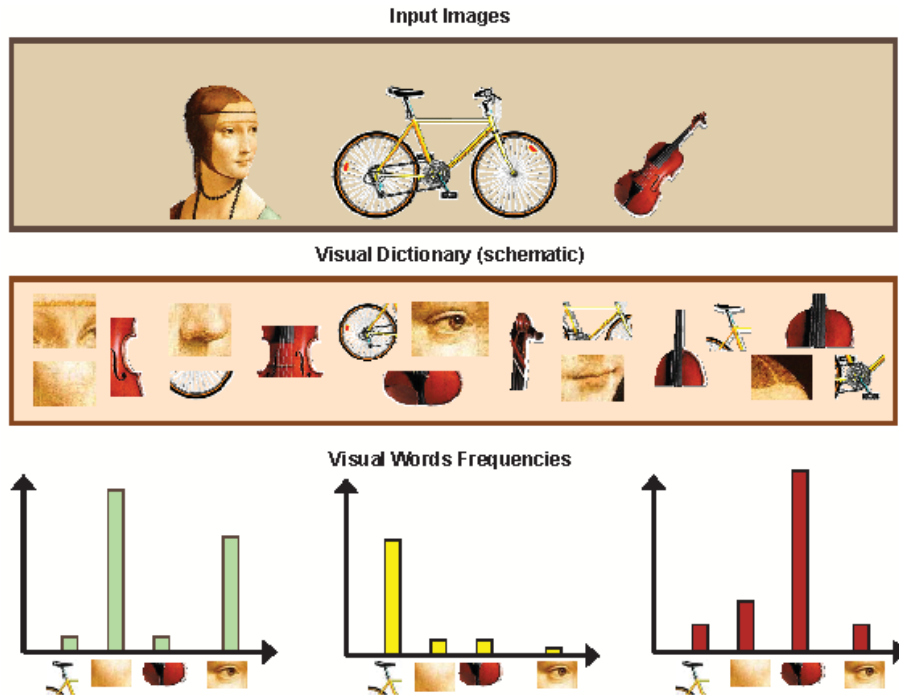 Input Images
Visual Dictionary (schematic)
Visual Words Frequencies